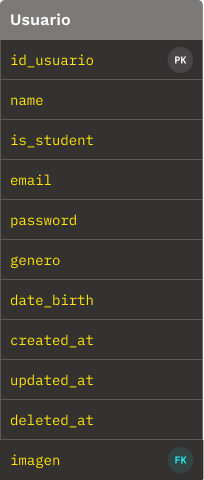 Usuario
id_usuario PK
name
is_student
email
password
genero
date_birth
created_at
updated_at
deleted_at
imagen FK